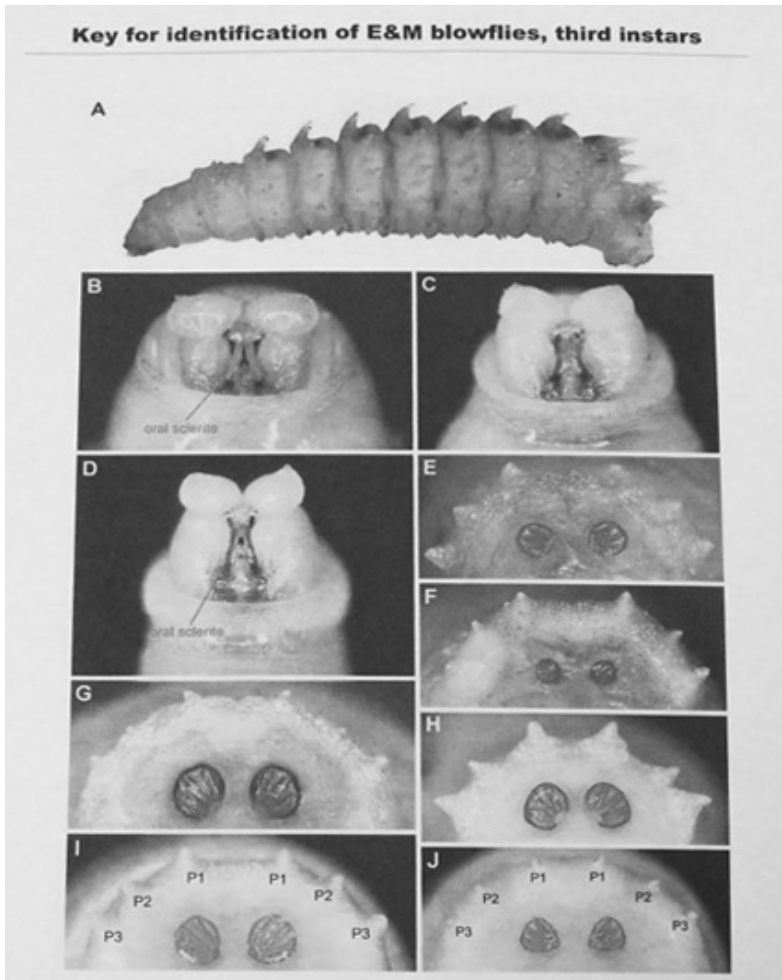 Key for identification of E&M blowflies, third instars
A
B
C
oral sclerite
D
E
oral sclerite
F
G
H
I
P1
P1
P2
P2
P3
P3
J
P1
P1
P2
P2
P3
P3